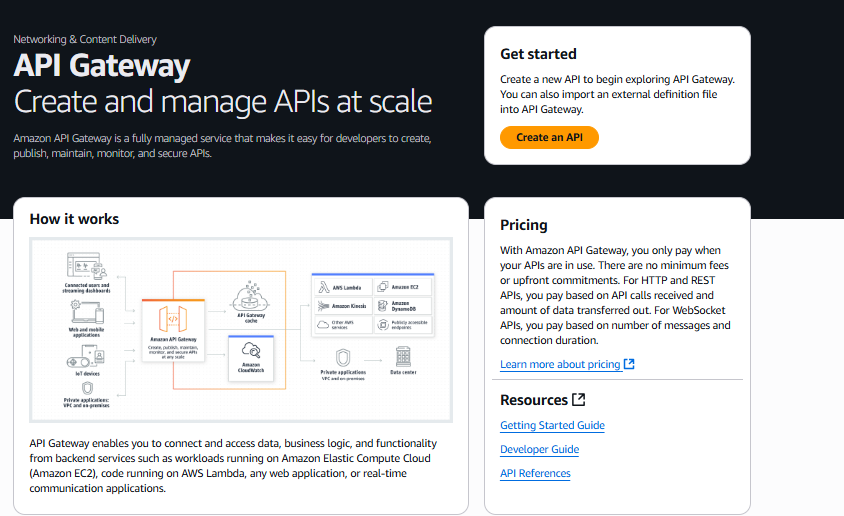 Networking & Content Delivery
API Gateway
Create and manage APIs at scale
Amazon API Gateway is a fully managed service that makes it easy for developers to create,
publish, maintain, monitor, and secure APIs.
Get started
Create a new API to begin exploring API Gateway.
You can also import an external definition file
into API Gateway.
Create an API
How it works
Connected users and
streaming dashboards
Web and mobile
applications
IoT devices
Private applications:
VPC and on-premises
Amazon API Gateway
Create, publish, maintain,
monitor, and secure APIs
at any scale
API Gateway
cache
Amazon
CloudWatch
AWS Lambda
Amazon EC2
Amazon Kinesis
Amazon
DynamoDB
Other AWS
services
Publicly accessible
endpoints
Private applications
VPC and on-premises
Data center
API Gateway enables you to connect and access data, business logic, and functionality
from backend services such as workloads running on Amazon Elastic Compute Cloud
(Amazon EC2), code running on AWS Lambda, any web application, or real-time
communication applications.
Pricing
With Amazon API Gateway, you only pay when
your APIs are in use. There are no minimum fees
or upfront commitments. For HTTP and REST
APIs, you pay based on API calls received and
amount of data transferred out. For WebSocket
APIs, you pay based on number of messages and
connection duration.
Learn more about pricing
Resources
Getting Started Guide
Developer Guide
API References